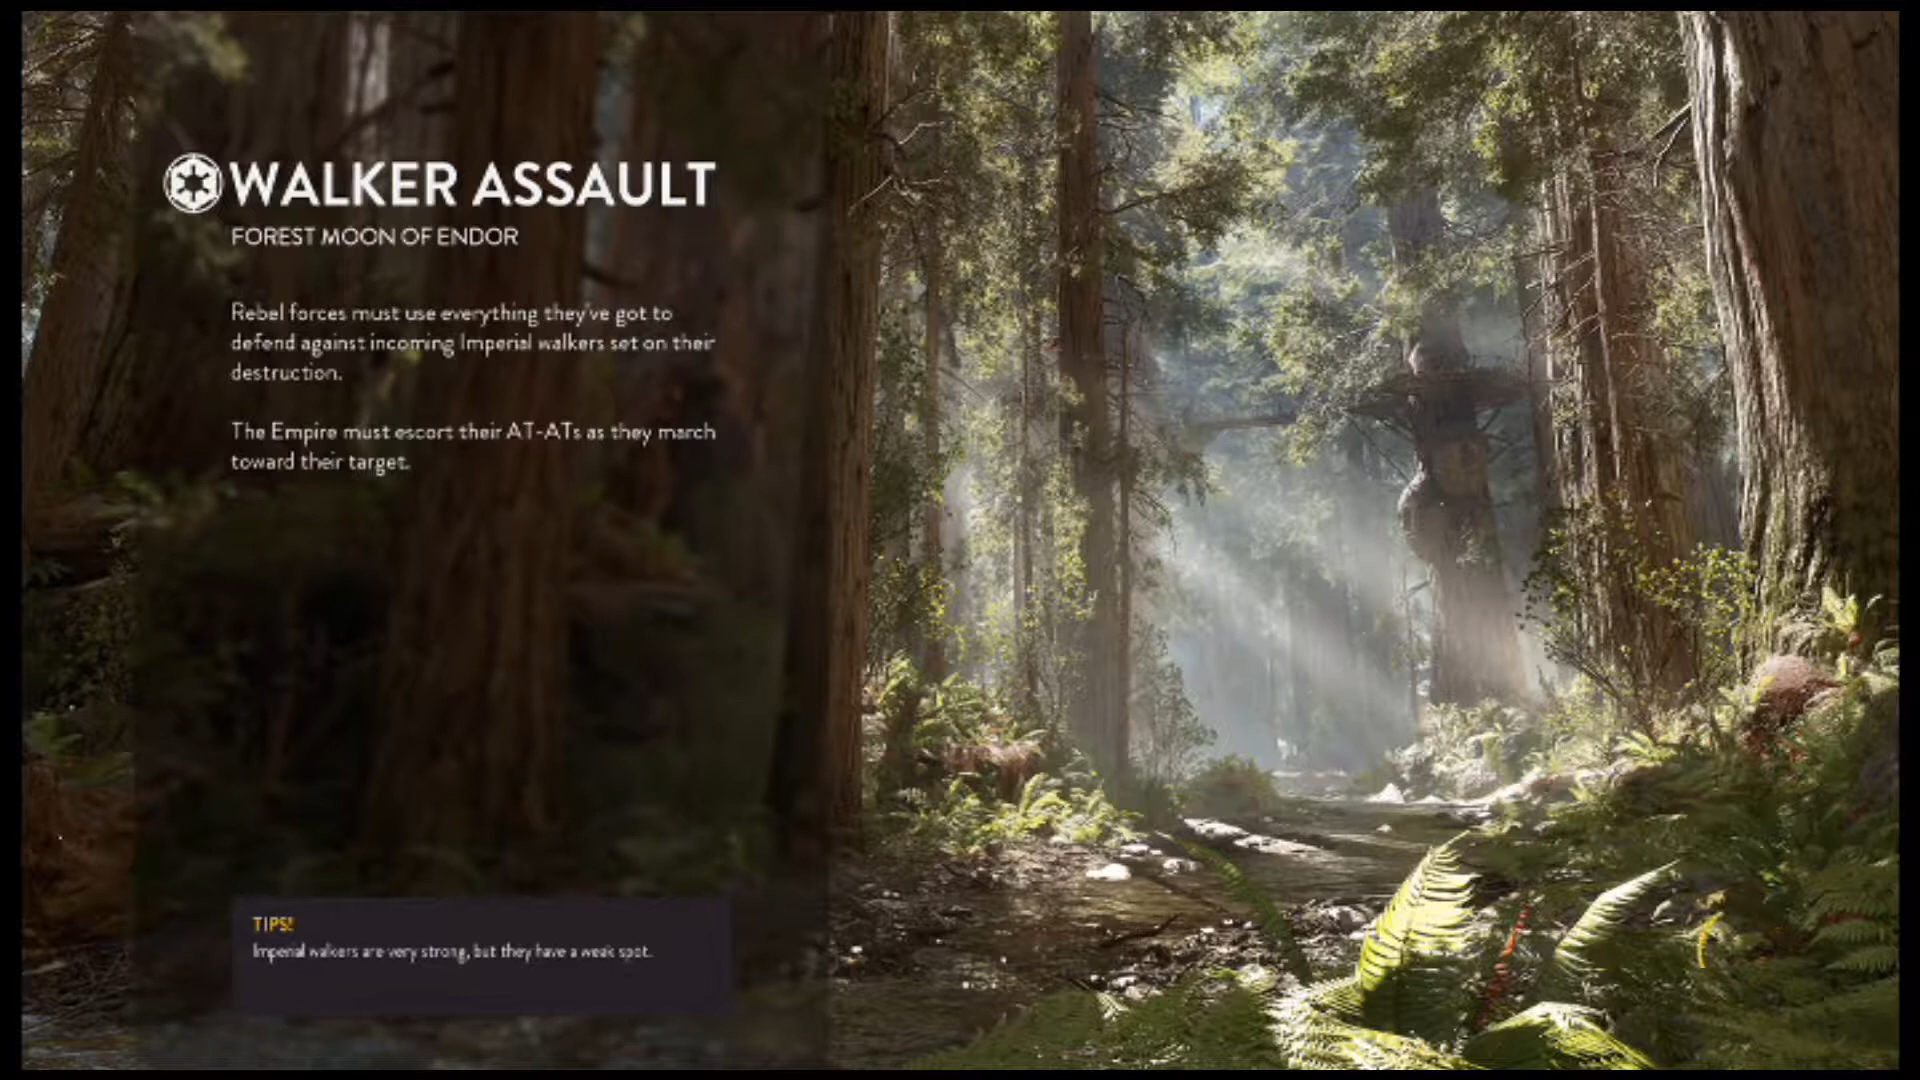 WALKER ASSAULT
FOREST MOON OF ENDOR
Rebel forces must use everything they've got to
defend against incoming Imperial walkers set on their
destruction.
The Empire must escort their AT-ATs as they march
toward their target.
TIPS!
Imperial walkers are very strong, but they have a weak spot.